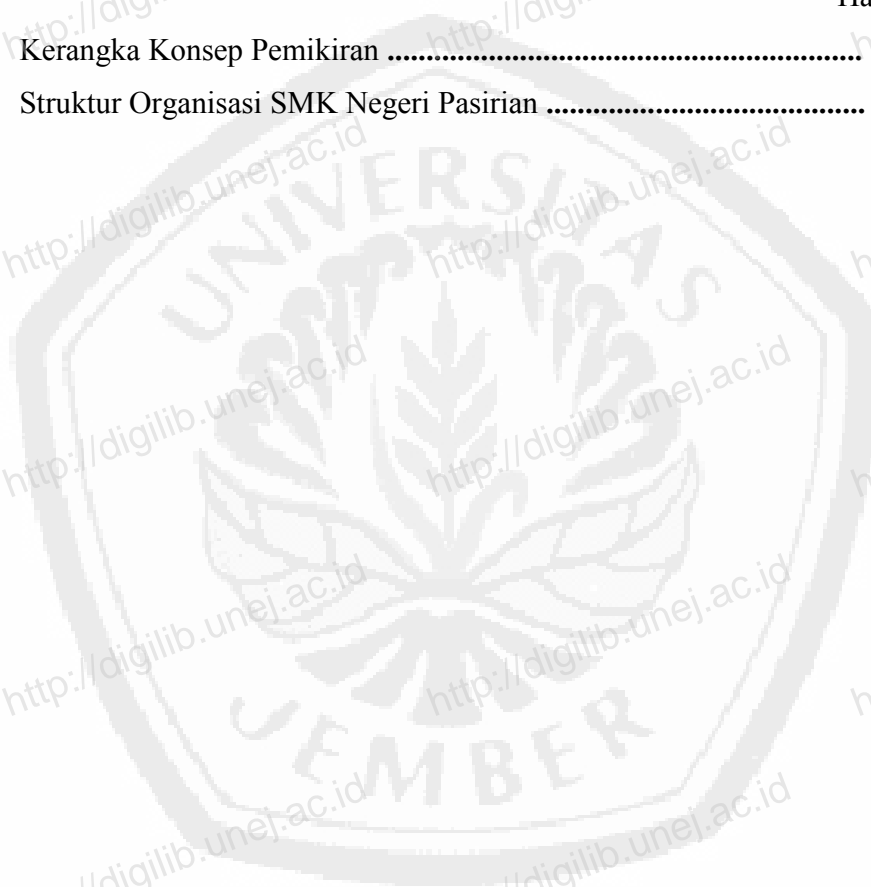 Ha
http://digilib.unej.ac.id
Kerangka Konsep Pemikiran .............................................................
Struktur Organisasi SMK Negeri Pasirian .........................................
http://digilib.unej.ac.id http://digilib.unej.ac.id
UNIVERSITAS
http://digilib.unej.ac.id http://digilib.unej.ac.id
http://digilib.unej.ac.id http://digilib.unej.ac.id
JEMBER
http://digilib.unej.ac.id http://digilib.unej.ac.id